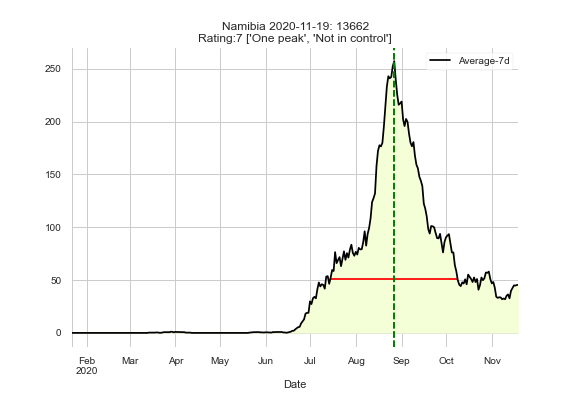 Namibia 2020-11-19: 13662
Rating:7 ['One peak', 'Not in control']
Average-7d
250
200
150
100
50
0
Feb Mar Apr May Jun Jul Aug Sep Oct Nov
2020
Date